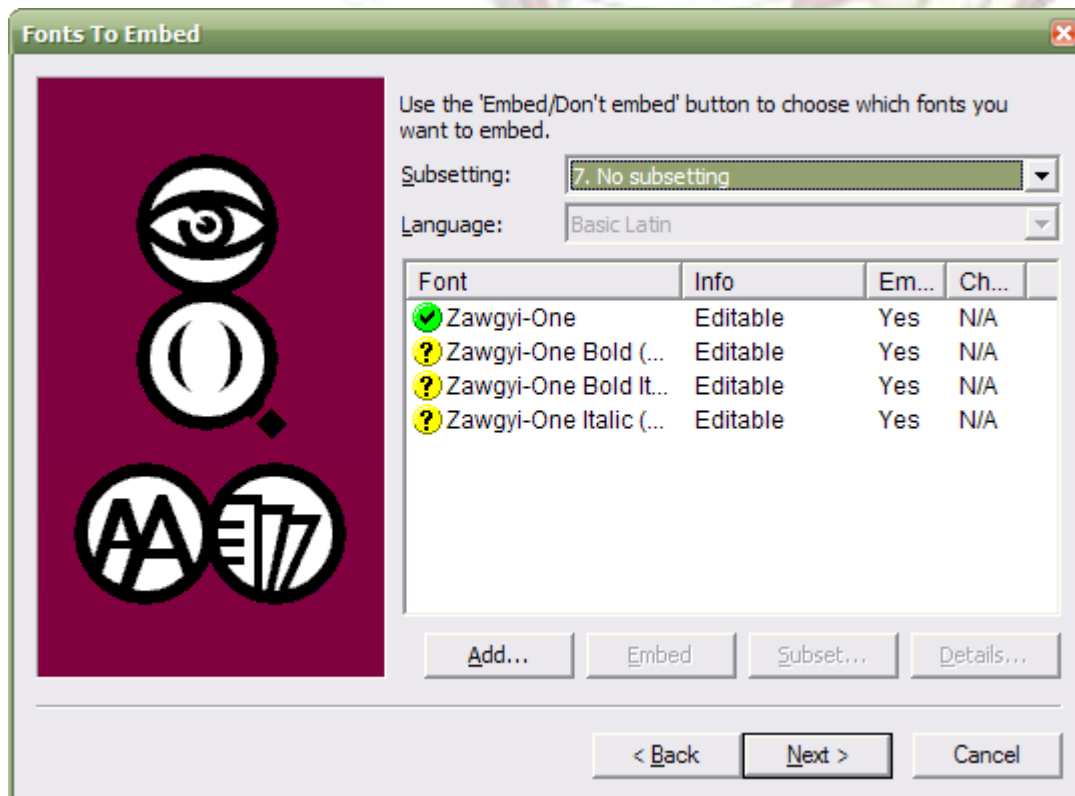 Fonts To Embed
Use the 'Embed/Don't embed' button to choose which fonts you
want to embed.
Subsetting: 7. No subsetting
Language: Basic Latin
Font Info Em... Ch...
Zawgyi-One Editable Yes N/A
Zawgyi-One Bold (... Editable Yes N/A
Zawgyi-One Bold It... Editable Yes N/A
Zawgyi-One Italic (... Editable Yes N/A
Add... Embed Subset... Details...
< Back Next > Cancel